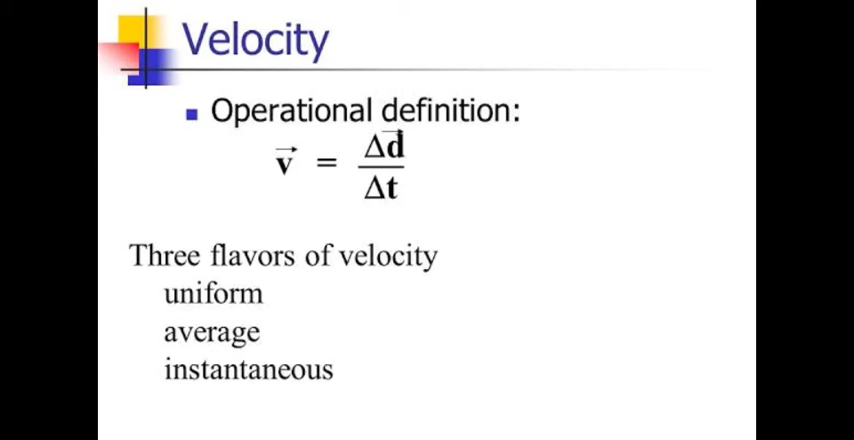 Velocity
Operational definition:
v⃗ = Δd⃗ / Δt
Three flavors of velocity
uniform
average
instantaneous